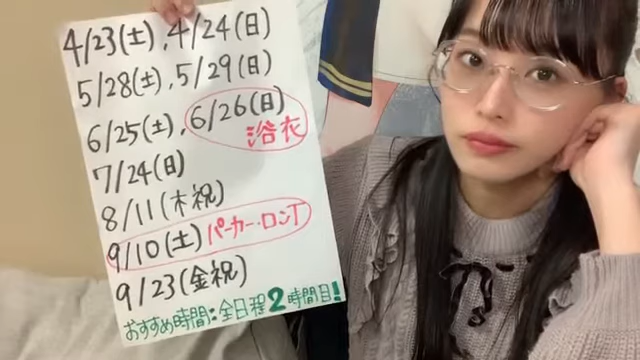 4/23(土),4/24(日)
5/28(土),5/29(日)
6/25(土),6/26(日)
浴衣
7/24(日)
8/11(木祝)
9/10(土)パーカー・ロンT
9/23(金祝)
おすすめ時間:全日程2時間目!